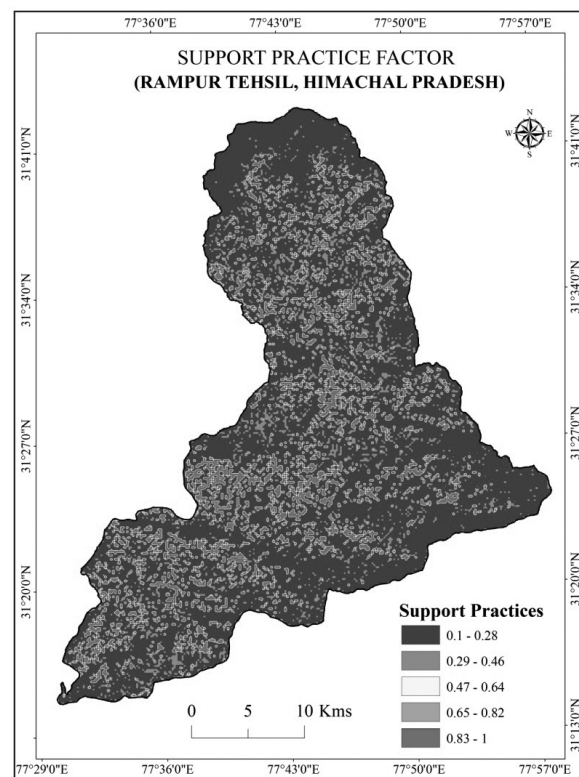 77°36'0"E 77°43'0"E 77°50'0"E 77°57'0"E
SUPPORT PRACTICE FACTOR
(RAMPUR TEHSIL, HIMACHAL PRADESH)
N
W E
S
31°41'0"N 31°41'0"N
31°34'0"N 31°34'0"N
31°27'0"N 31°27'0"N
31°20'0"N 31°20'0"N
Support Practices
0.1 - 0.28
0.29 - 0.46
0.47 - 0.64
0.65 - 0.82
0.83 - 1
0 5 10 Kms
31°13'0"N
77°29'0"E 77°36'0"E 77°43'0"E 77°50'0"E 77°57'0"E